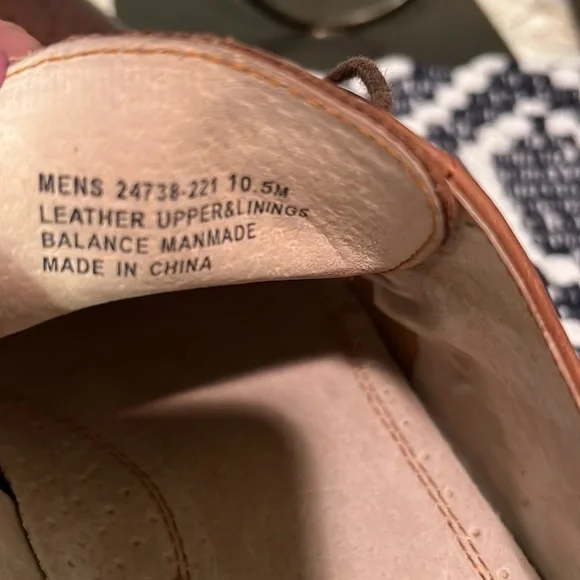 MENS 24738-221 10.5M
LEATHER UPPER&LININGS
BALANCE MANMADE
MADE IN CHINA